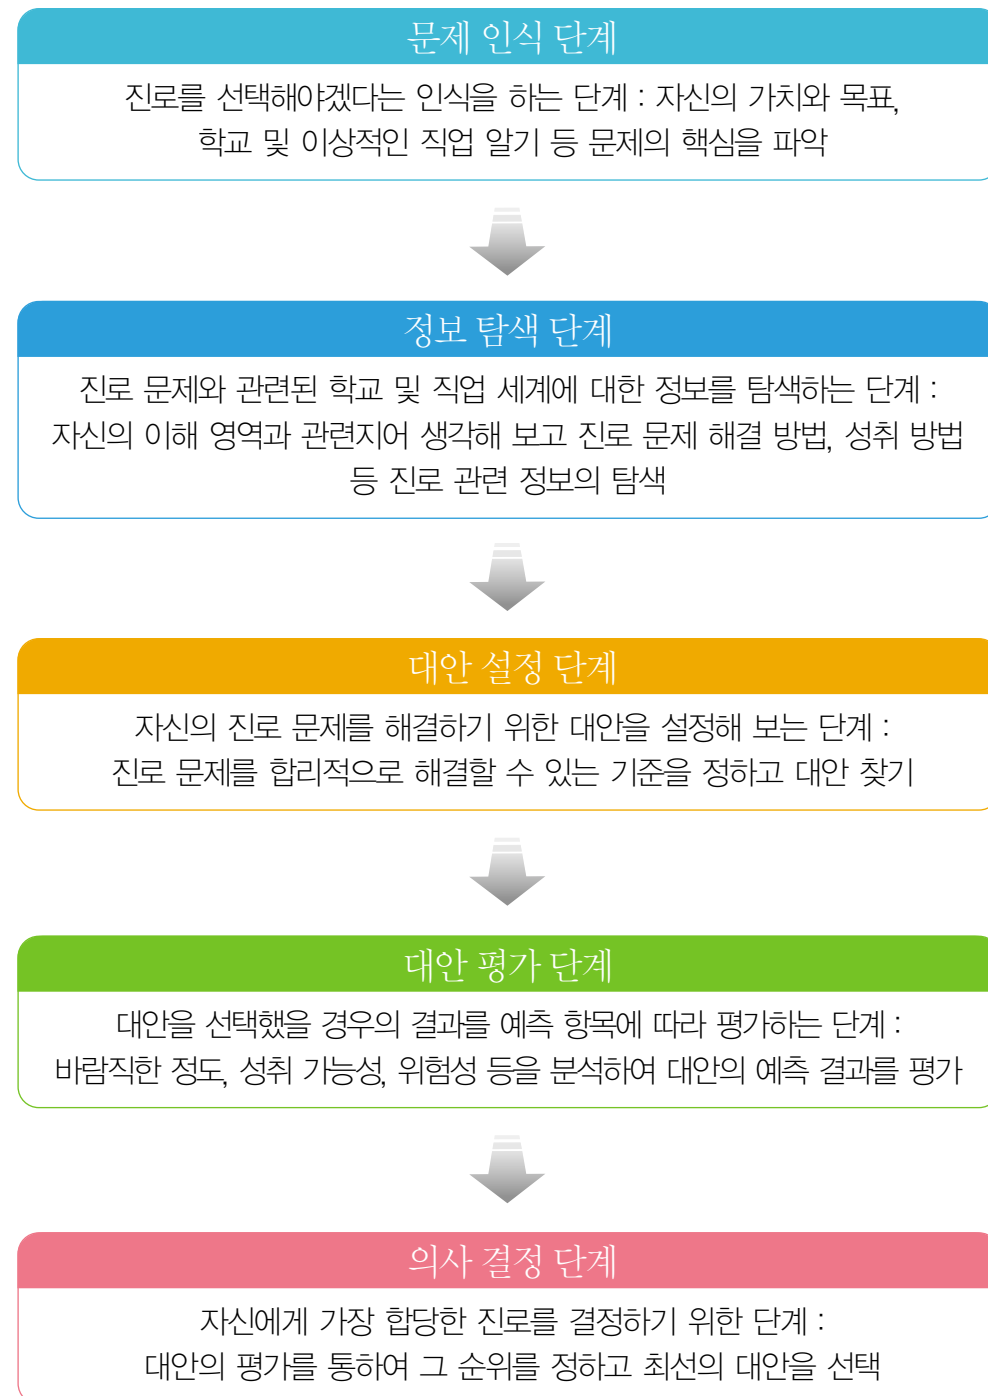 문제 인식 단계
진로를 선택해야겠다는 인식을 하는 단계 : 자신의 가치와 목표,
학교 및 이상적인 직업 알기 등 문제의 핵심을 파악
정보 탐색 단계
진로 문제와 관련된 학교 및 직업 세계에 대한 정보를 탐색하는 단계 :
자신의 이해 영역과 관련지어 생각해 보고 진로 문제 해결 방법, 성취 방법
등 진로 관련 정보의 탐색
대안 설정 단계
자신의 진로 문제를 해결하기 위한 대안을 설정해 보는 단계 :
진로 문제를 합리적으로 해결할 수 있는 기준을 정하고 대안 찾기
대안 평가 단계
대안을 선택했을 경우의 결과를 예측 항목에 따라 평가하는 단계 :
바람직한 정도, 성취 가능성, 위험성 등을 분석하여 대안의 예측 결과를 평가
의사 결정 단계
자신에게 가장 합당한 진로를 결정하기 위한 단계 :
대안의 평가를 통하여 그 순위를 정하고 최선의 대안을 선택